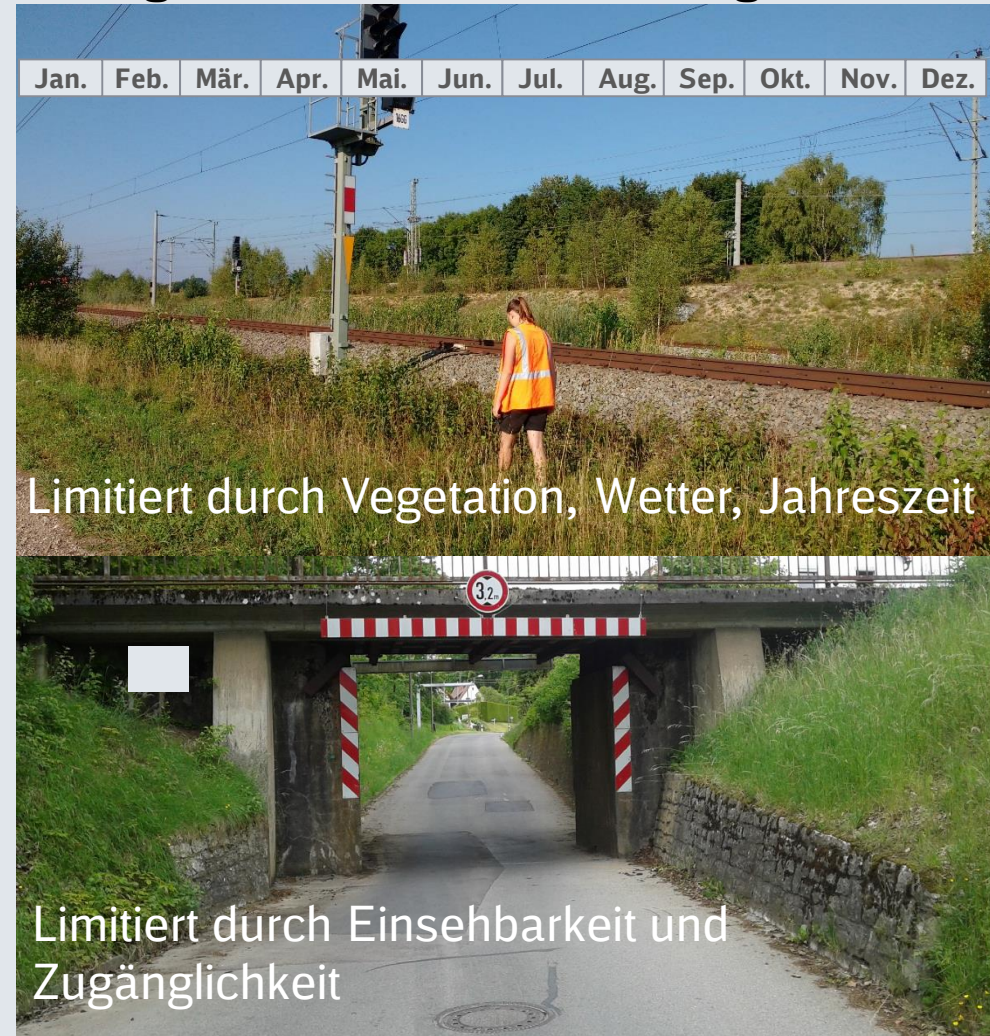 Jan. Feb. Mär. Apr. Mai. Jun. Jul. Aug. Sep. Okt. Nov. Dez.
Limitiert durch Vegetation, Wetter, Jahreszeit
3,2m
Limitiert durch Einsehbarkeit und
Zugänglichkeit